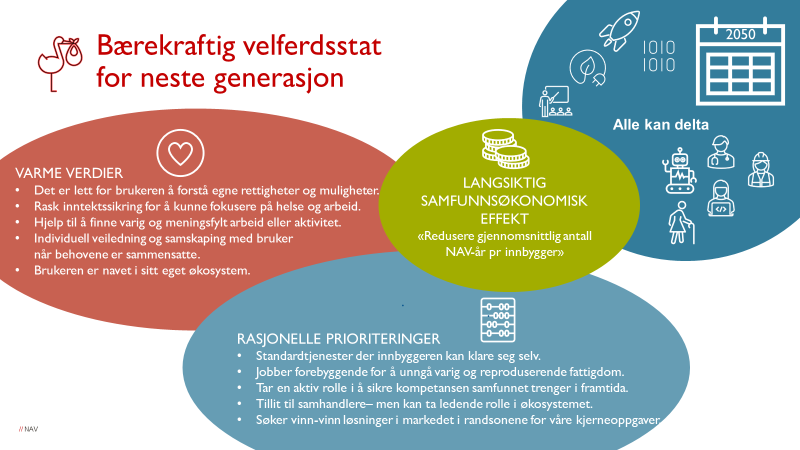 Bærekraftig velferdsstat
for neste generasjon
2050
IOIO
IOIO
Alle kan delta
VARME VERDIER
• Det er lett for brukeren å forstå egne rettigheter og muligheter.
• Rask inntektssikring for å kunne fokusere på helse og arbeid.
• Hjelp til å finne varig og meningsfylt arbeid eller aktivitet.
• Individuell veiledning og samskaping med bruker
når behovene er sammensatte.
• Brukeren er navet i sitt eget økosystem.
LANGSIKTIG
SAMFUNNSØKONOMISK
EFFEKT
«Redusere gjennomsnittlig antall
NAV-år pr innbygger»
RASJONELLE PRIORITERINGER
• Standardtjenester der innbyggeren kan klare seg selv.
• Jobber forebyggende for å unngå varig og reproduserende fattigdom.
• Tar en aktiv rolle i å sikre kompetansen samfunnet trenger i framtida.
• Tillit til samhandlere– men kan ta ledende rolle i økosystemet.
• Søker vinn-vinn løsninger i markedet i randsonene for våre kjerneoppgaver
// NAV